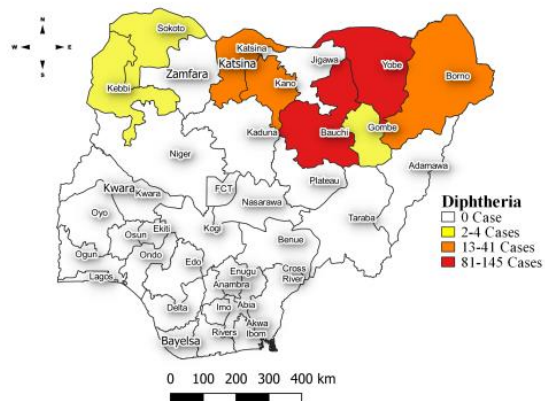 N
W E
S
Sokoto
Katsina
Zamfara
Katsina
Jigawa
Yobe
Borno
Kebbi
Kano
Kaduna
Bauchi
Gombe
Niger
Adamawa
Plateau
Kwara
Kwara
FCT
Nasarawa
Taraba
Oyo
Osun
Ekiti
Kogi
Benue
Ogun
Ondo
Edo
Enugu
Cross
River
Lagos
Anambra
Delta
Imo
Abia
Akwa
Ibom
Rivers
Bayelsa
Diphtheria
0 Case
2-4 Cases
13-41 Cases
81-145 Cases
0 100 200 300 400 km